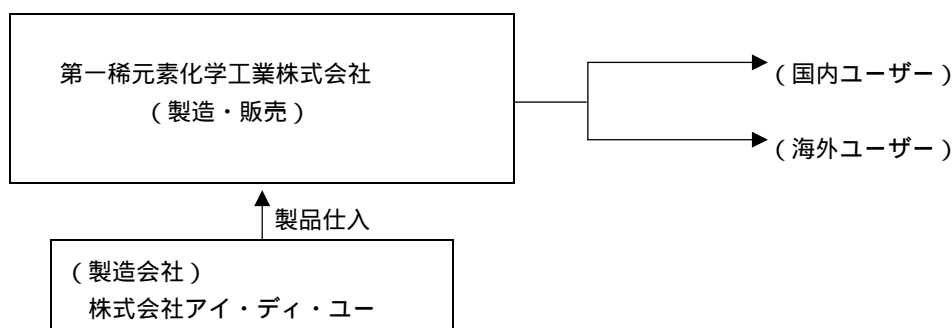 第一稀元素化学工業株式会社
（製造・販売）
（国内ユーザー）
（海外ユーザー）
製品仕入
（製造会社）
株式会社アイ・ディ・ユー